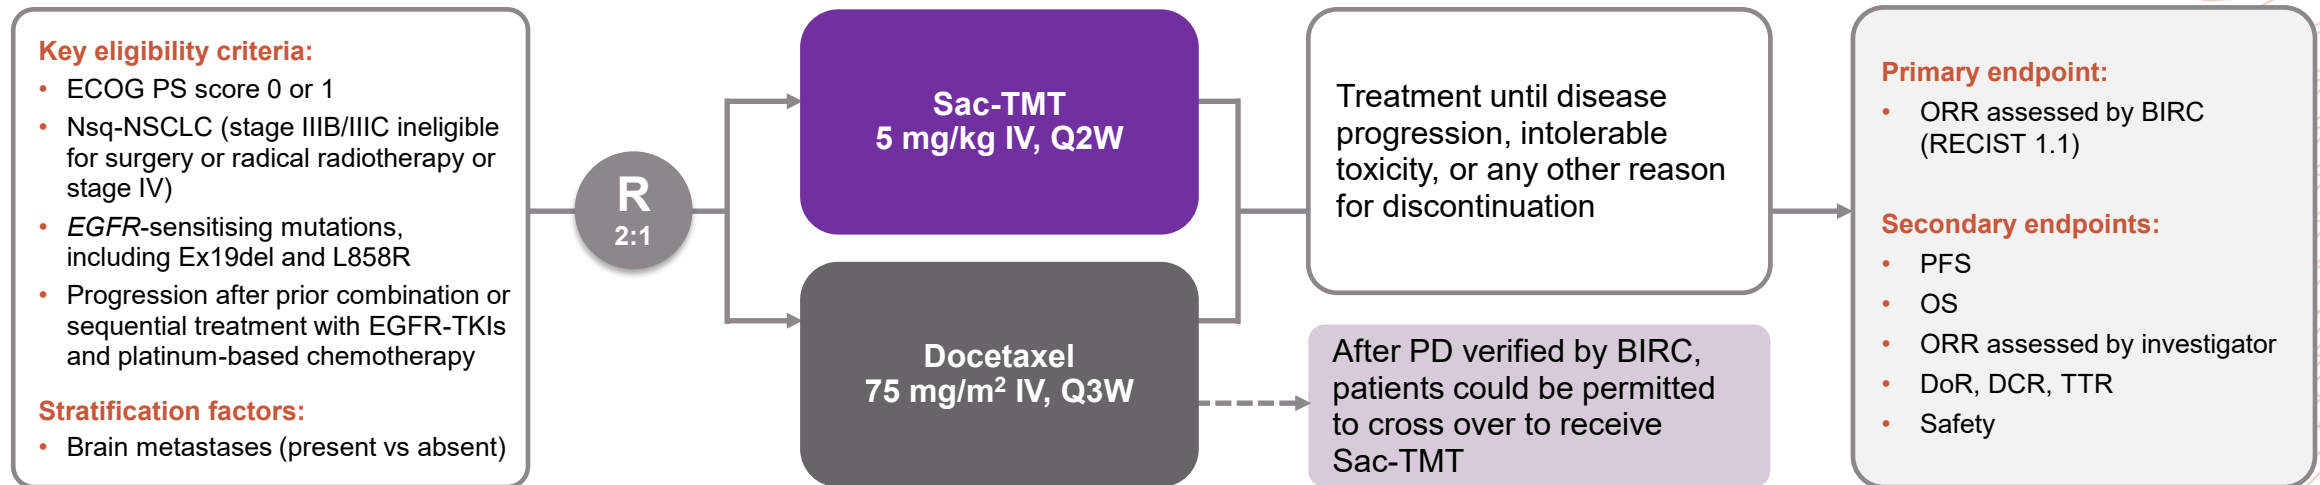 Key eligibility criteria:
• ECOG PS score 0 or 1
• Nsq-NSCLC (stage IIIB/IIIC ineligible
for surgery or radical radiotherapy or
stage IV)
• EGFR-sensitising mutations,
including Ex19del and L858R
• Progression after prior combination or
sequential treatment with EGFR-TKIs
and platinum-based chemotherapy
Stratification factors:
• Brain metastases (present vs absent)
R
2:1
Sac-TMT
5 mg/kg IV, Q2W
Docetaxel
75 mg/m² IV, Q3W
Treatment until disease
progression, intolerable
toxicity, or any other reason
for discontinuation
After PD verified by BIRC,
patients could be permitted
to cross over to receive
Sac-TMT
Primary endpoint:
• ORR assessed by BIRC
(RECIST 1.1)
Secondary endpoints:
• PFS
• OS
• ORR assessed by investigator
• DoR, DCR, TTR
• Safety